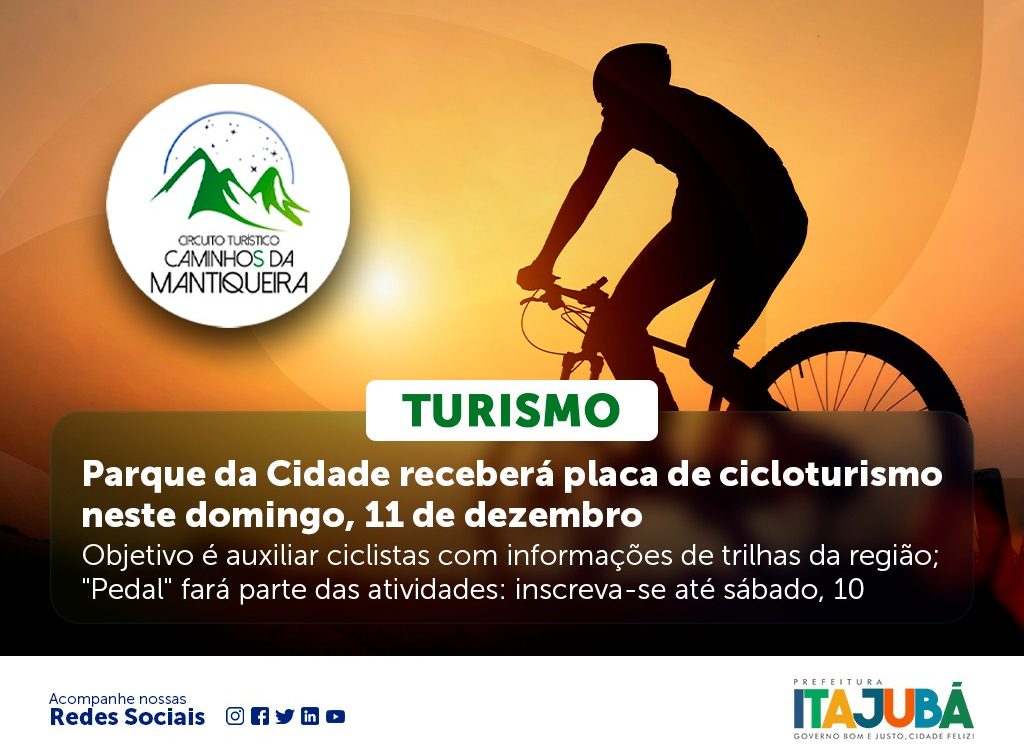 CIRCUITO TURÍSTICO
CAMINHOS DA
MANTIQUEIRA
TURISMO
Parque da Cidade receberá placa de cicloturismo
neste domingo, 11 de dezembro
Objetivo é auxiliar ciclistas com informações de trilhas da região;
"Pedal" fará parte das atividades: inscreva-se até sábado, 10
Acompanhe nossas
Redes Sociais
PREFEITURA
ITAJUBÁ
GOVERNO BOM E JUSTO, CIDADE FELIZ!